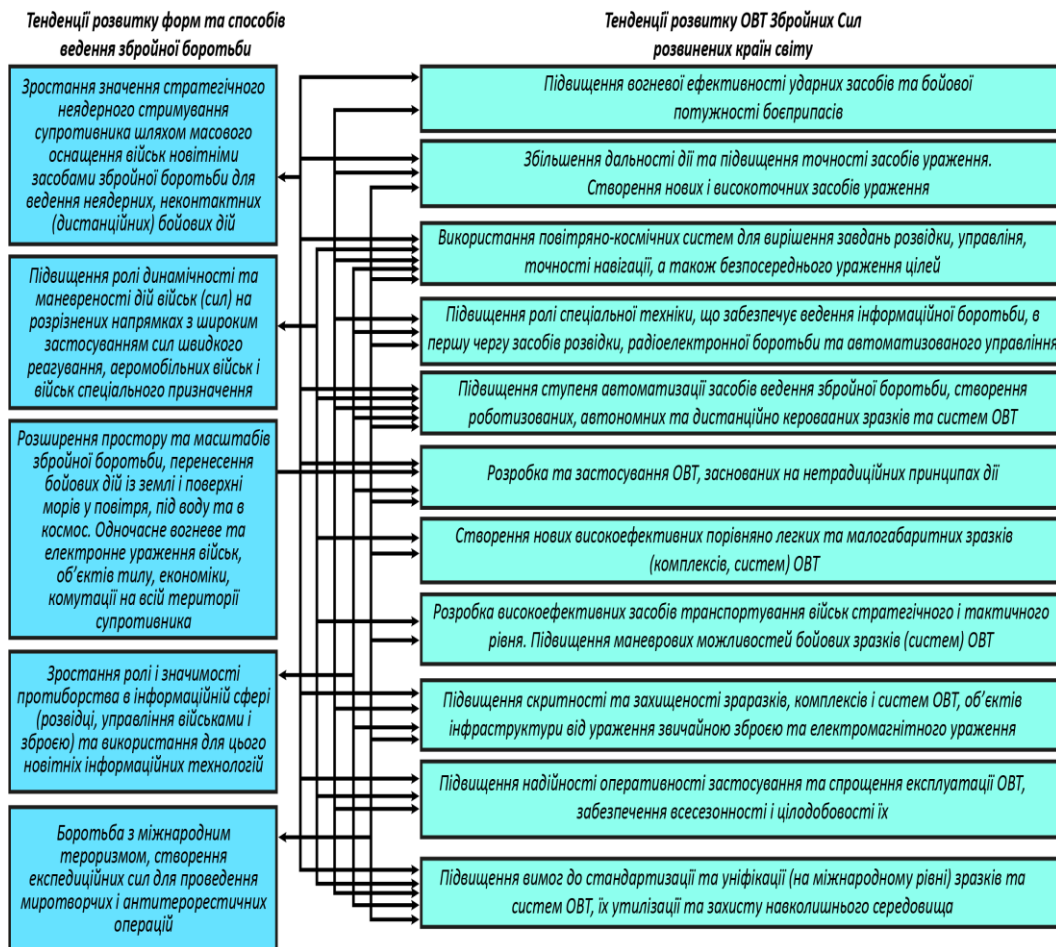 Тенденції розвитку форм та способів
ведення збройної боротьби
Зростання значення стратегічного
неядерного стримування
супротивника шляхом масового
оснащення військ новітніми
засобами збройної боротьби для
ведення неядерних, неконтактних
(дистанційних) бойових дій
Підвищення ролі динамічності та
маневреності дій військ (сил) на
розрізнених напрямках з широким
застосуванням сил швидкого
реагування, аеромобільних військ і
військ спеціального призначення
Розширення простору та масштабів
збройної боротьби, перенесення
бойових дій із землі і поверхні
морів у повітря, під воду та в
космос. Одночасне вогневе та
електронне ураження військ,
об’єктів тилу, економіки,
комутації на всій території
супротивника
Зростання ролі і значимості
протиборства в інформаційній сфері
(розвідці, управління військами і
зброєю) та використання для цього
новітніх інформаційних технологій
Боротьба з міжнародним
тероризмом, створення
експедиційних сил для проведення
миротворчих і антитерорестичних
операцій
Тенденції розвитку ОВТ Збройних Сил
розвинених країн світу
Підвищення вогневої ефективності ударних засобів та бойової
потужності боєприпасів
Збільшення дальності дії та підвищення точності засобів ураження.
Створення нових і високоточних засобів ураження
Використання повітряно-космічних систем для вирішення завдань розвідки, управліня,
точності навігації, а також безпосереднього ураження цілей
Підвищення ролі спеціальної техніки, що забезпечує ведення інформаційної боротьби, в
першу чергу засобів розвідки, радіоелектронної боротьби та автоматизованого управління
Підвищення ступеня автоматизації засобів ведення збройної боротьби, створення
роботизованих, автономних та дистанційно керовааних зразків та систем ОВТ
Розробка та застосування ОВТ, заснованих на нетрадиційних принципах дії
Створення нових високоефективних порівняно легких та малогабаритних зразків
(комплексів, систем) ОВТ
Розробка високоефективних засобів транспортування військ стратегічного і тактичного
рівня. Підвищення маневрових можливостей бойових зразків (систем) ОВТ
Підвищення скритності та захищеності зраразків, комплексів і систем ОВТ, об’єктів
інфраструктури від ураження звичайною зброєю та електромагнітного ураження
Підвищення надійності оперативності застосування та спрощення експлуатації ОВТ,
забезпечення всесезонності і цілодобовості їх
Підвищення вимог до стандартизації та уніфікації (на міжнародному рівні) зразків та
систем ОВТ, їх утилізації та захисту навколишнього середовища